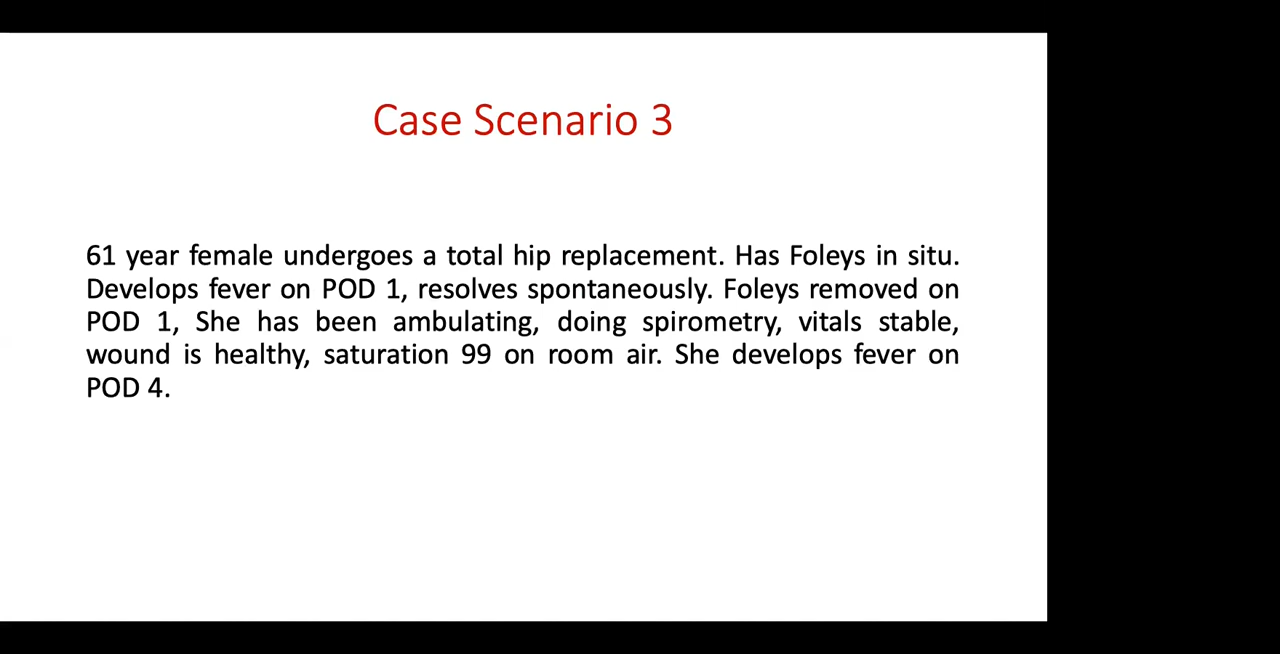 Case Scenario 3
61 year female undergoes a total hip replacement. Has Foleys in situ.
Develops fever on POD 1, resolves spontaneously. Foleys removed on
POD 1, She has been ambulating, doing spirometry, vitals stable,
wound is healthy, saturation 99 on room air. She develops fever on
POD 4.